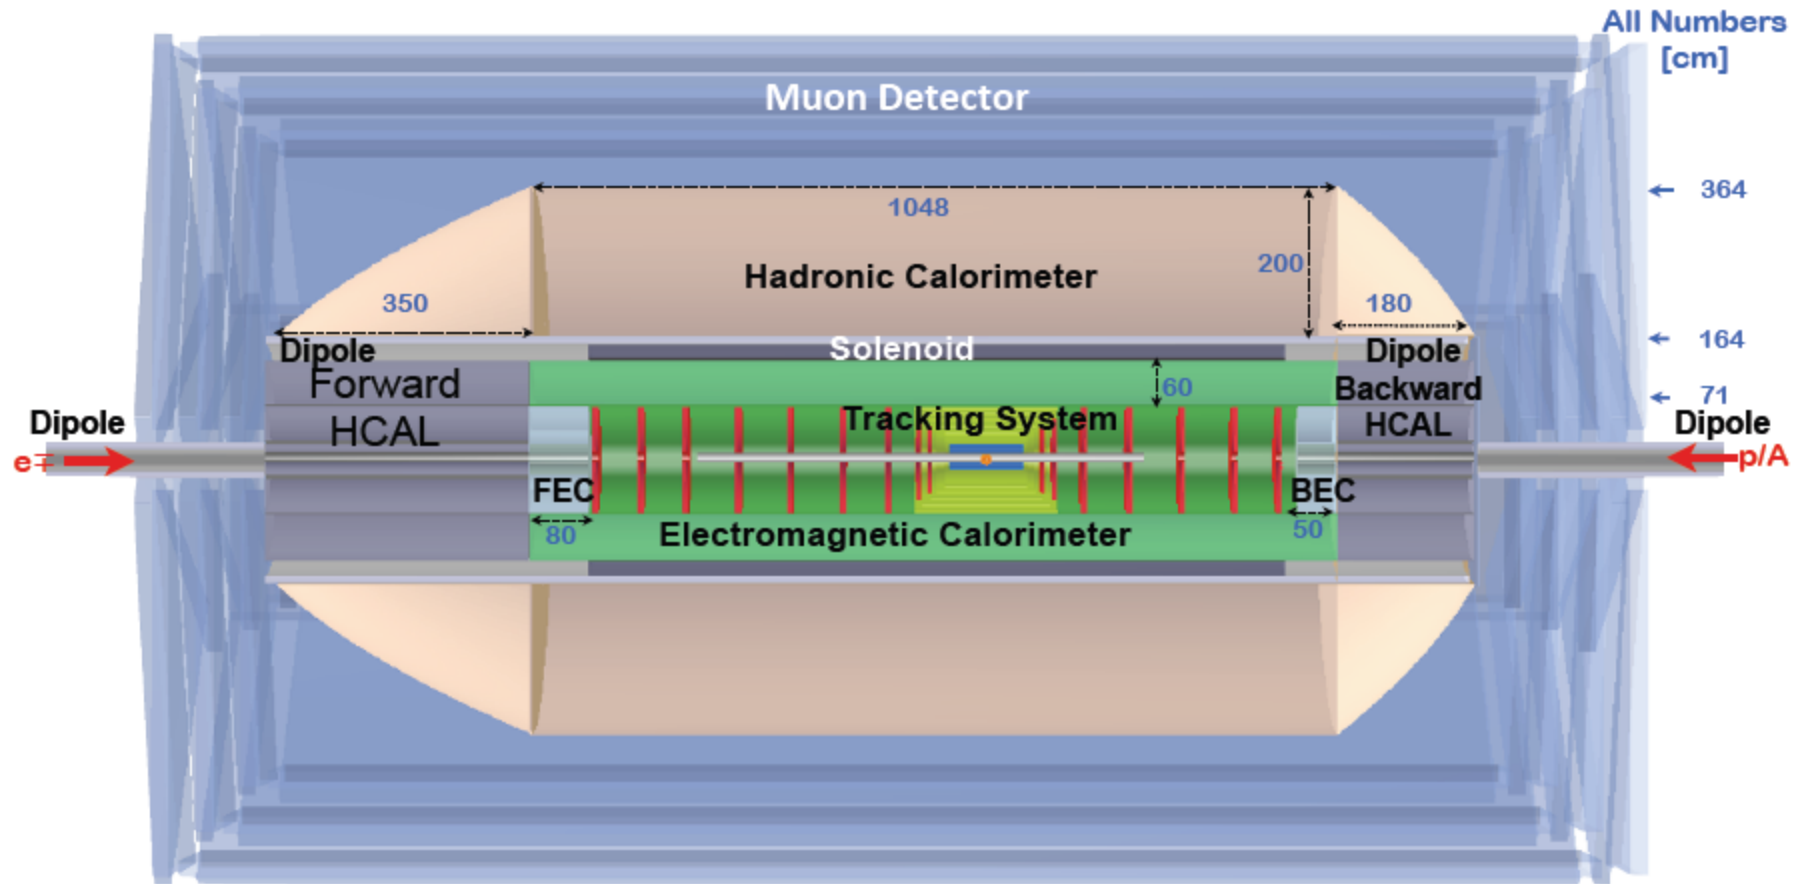 All Numbers
[cm]
Muon Detector
364
1048
Hadronic Calorimeter
200
350
180
164
Dipole
Solenoid
Dipole
Forward
60
Backward
71
Dipole
HCAL
Tracking System
HCAL
Dipole
e∓
p/A
FEC
BEC
80
Electromagnetic Calorimeter
50